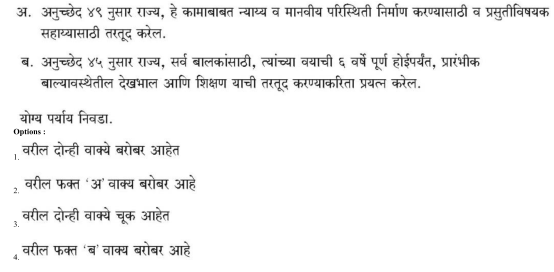 अ. अनुच्छेद ४९ नुसार राज्य, हे कामाबाबत न्याय्य व मानवीय परिस्थिती निर्माण करण्यासाठी व प्रसुतीविषयक
सहाय्यासाठी तरतूद करेल.
ब. अनुच्छेद ४५ नुसार राज्य, सर्व बालकांसाठी, त्यांच्या वयाची ६ वर्षे पूर्ण होईपर्यंत, प्रारंभीक
बाल्यावस्थेतील देखभाल आणि शिक्षण याची तरतूद करण्याकरिता प्रयत्न करेल.
योग्य पर्याय निवडा.
Options :
1. वरील दोन्ही वाक्ये बरोबर आहेत
2. वरील फक्त ‘अ’ वाक्य बरोबर आहे
3. वरील दोन्ही वाक्ये चूक आहेत
4. वरील फक्त ‘ब’ वाक्य बरोबर आहे